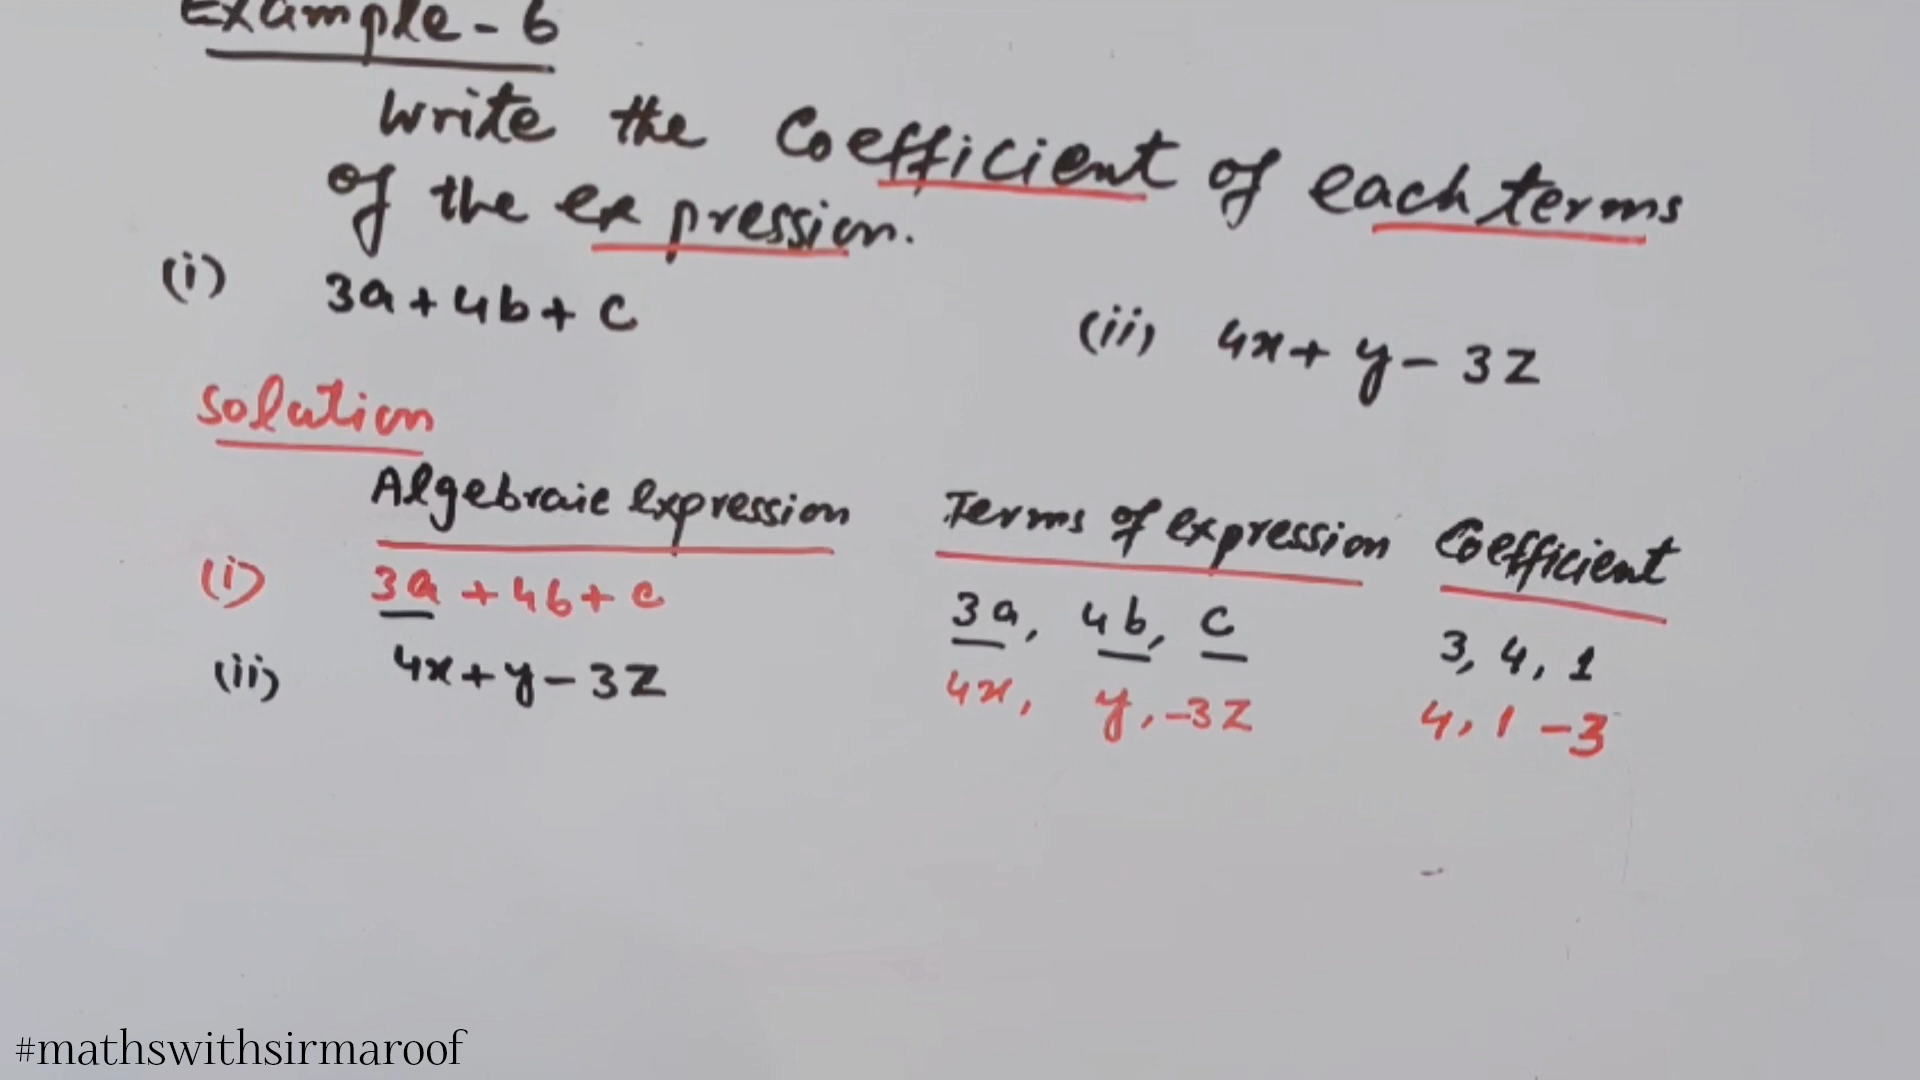 Example - 6
Write the Coefficient of each terms
of the expression.
(i) 3a + 4b + c (ii) 4x + y - 3z
Solution
Algebraic Expression Terms of Expression Coefficient
(i) 3a + 4b + c 3a, 4b, c 3, 4, 1
(ii) 4x + y - 3z 4x, y, -3z 4, 1 -3
#mathswithsirmaroof